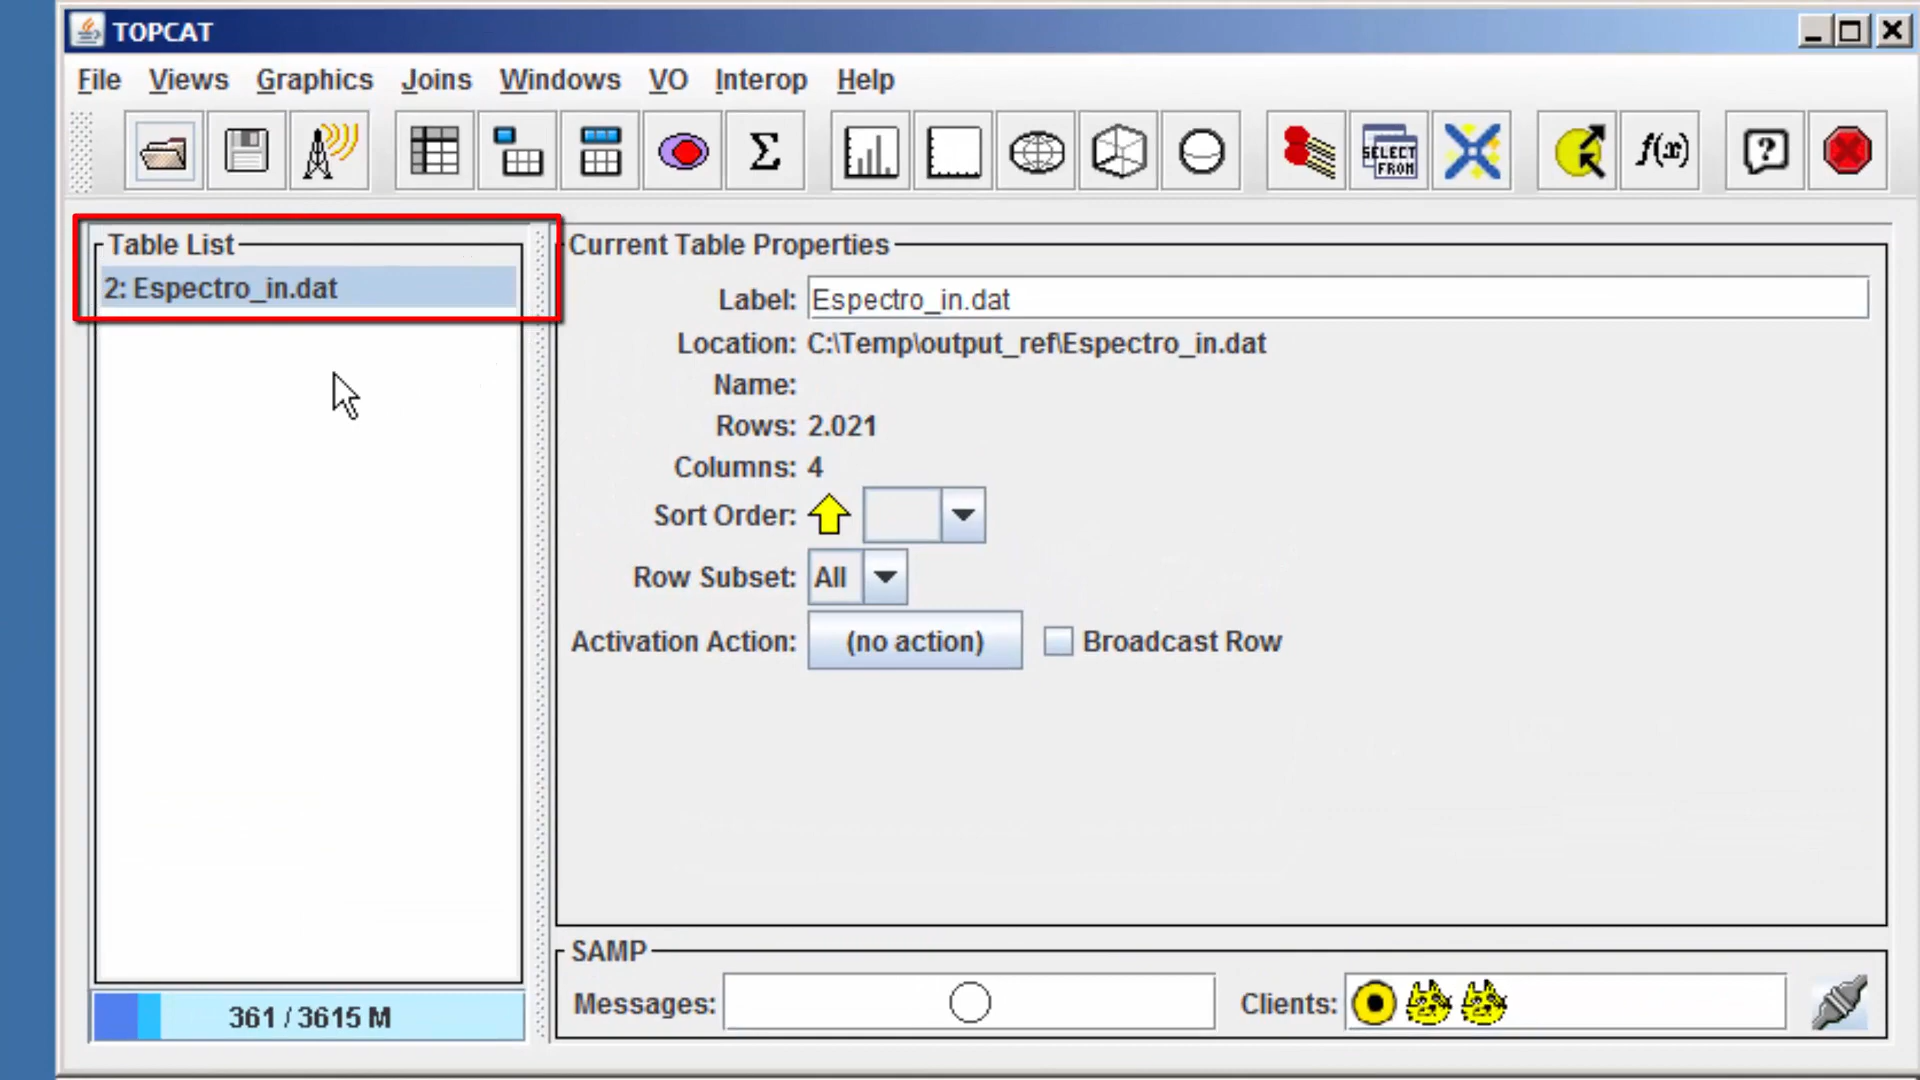 TOPCAT
File Views Graphics Joins Windows VO Interop Help
SELECT
FROM
f(x)
Table List
2: Espectro_in.dat
Current Table Properties
Label: Espectro_in.dat
Location: C:\Temp\output_ref\Espectro_in.dat
Name:
Rows: 2.021
Columns: 4
Sort Order:
Row Subset: All
Activation Action: (no action) Broadcast Row
SAMP
Messages: Clients:
361 / 3615 M